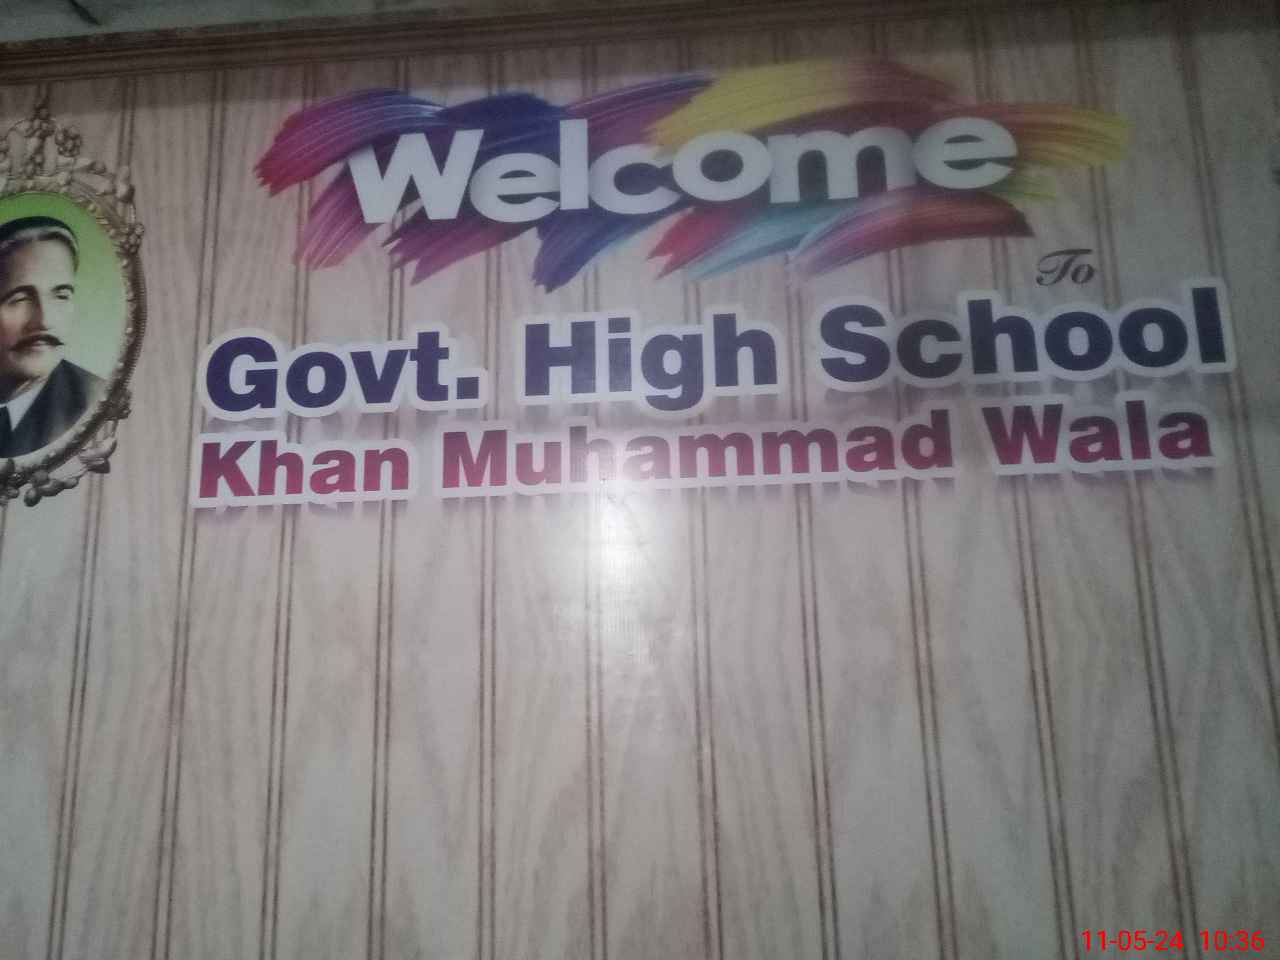 Welcome
To
Govt. High School
Khan Muhammad Wala
11-05-24 10:36